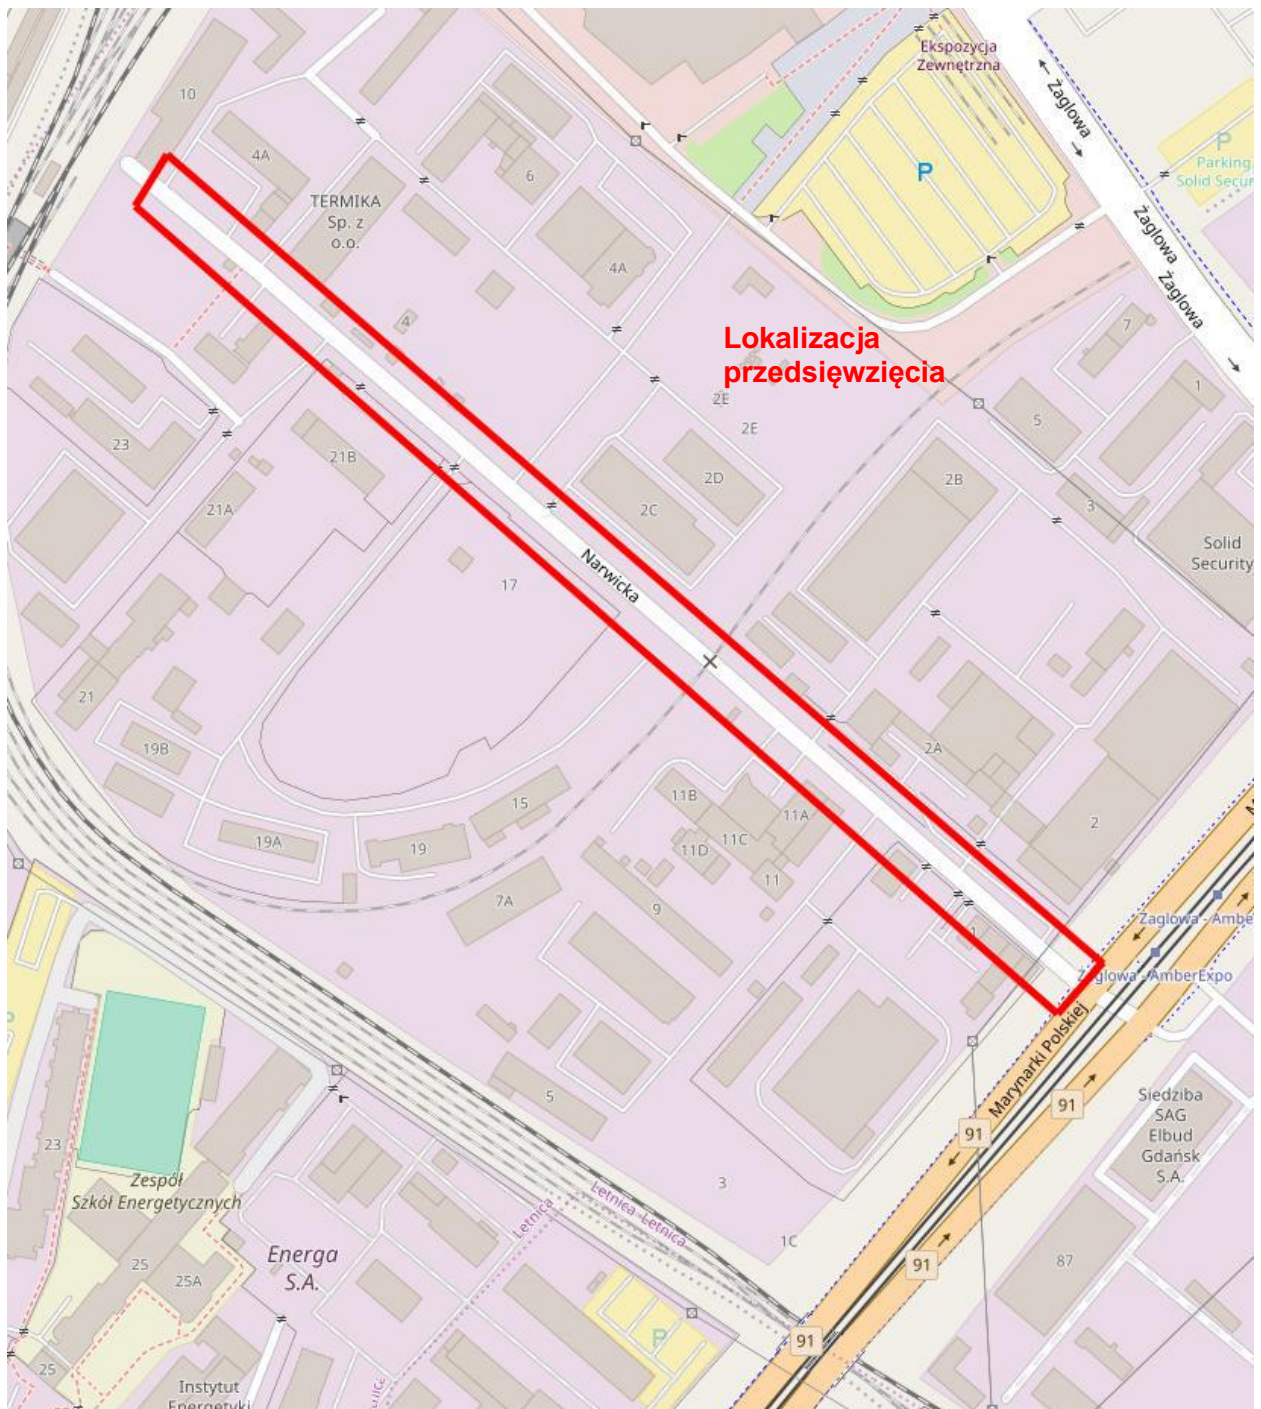 Ekspozycja
Zewnętrzna
Żaglowa
P
Parking
Solid Secur
10
4A
6
TERMIKA
Sp. z
o.o.
P
Żaglowa
4A
Żaglowa
4
Lokalizacja
przedsięwzięcia
7
1
2E
5
2E
23
21B
2D
2B
21A
2C
3
Solid
Security
Narwicka
17
21
19B
2A
15
11B
11A
2
19A
19
11C
11D
11
7A
9
Żaglowa - Ambe
1
Żaglowa - AmberExpo
Marynarki Polskiej
5
91
Siedziba
SAG
Elbud
Gdańsk
S.A.
91
23
Zespół
Szkół Energetycznych
3
Letnica
Letnica-Letnica
1C
25
Energa
S.A.
25A
91
87
P
91
25
Instytut
Energetyki